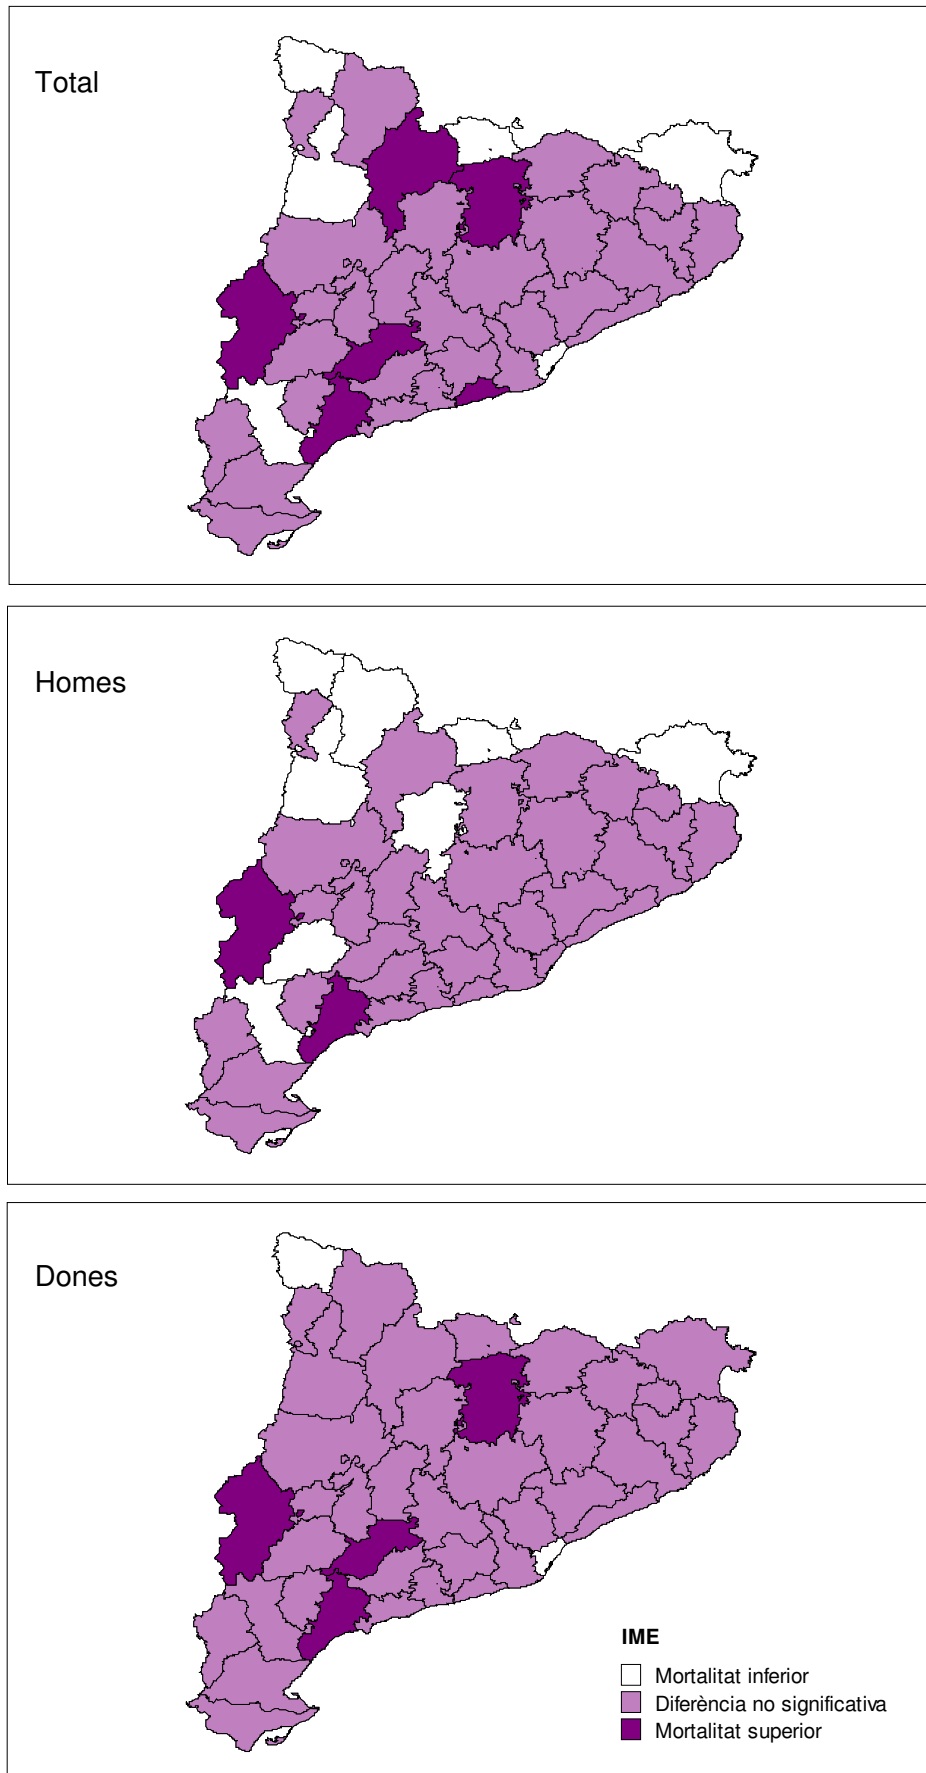 Total
Homes
Dones
IME
Mortalitat inferior
Diferència no significativa
Mortalitat superior